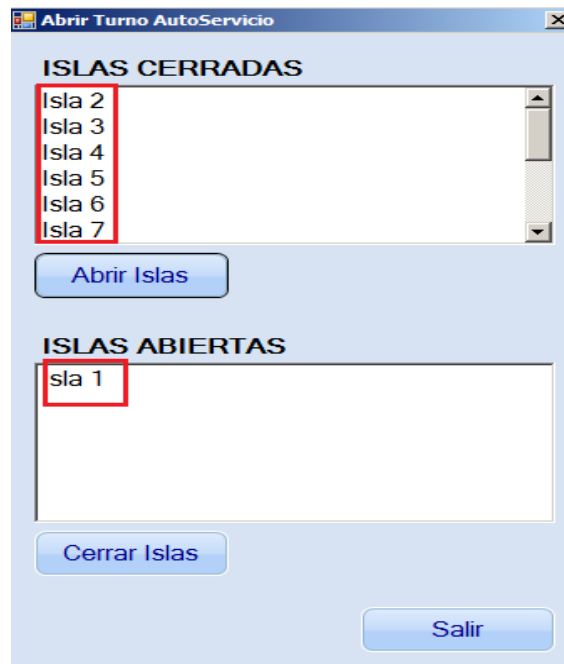 Abrir Turno AutoServicio
ISLAS CERRADAS
Isla 2
Isla 3
Isla 4
Isla 5
Isla 6
Isla 7
Abrir Islas
ISLAS ABIERTAS
sla 1
Cerrar Islas
Salir